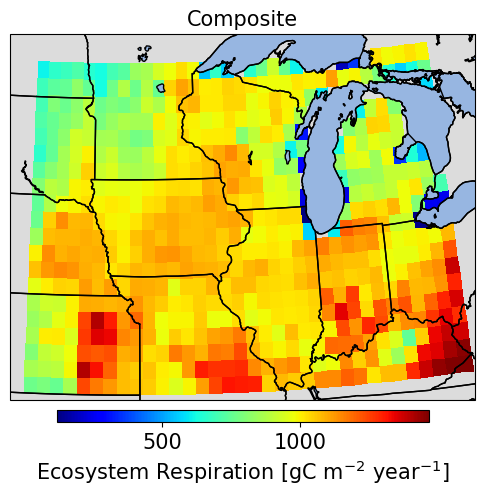 Composite
500 1000
Ecosystem Respiration [gC m⁻² year⁻¹]